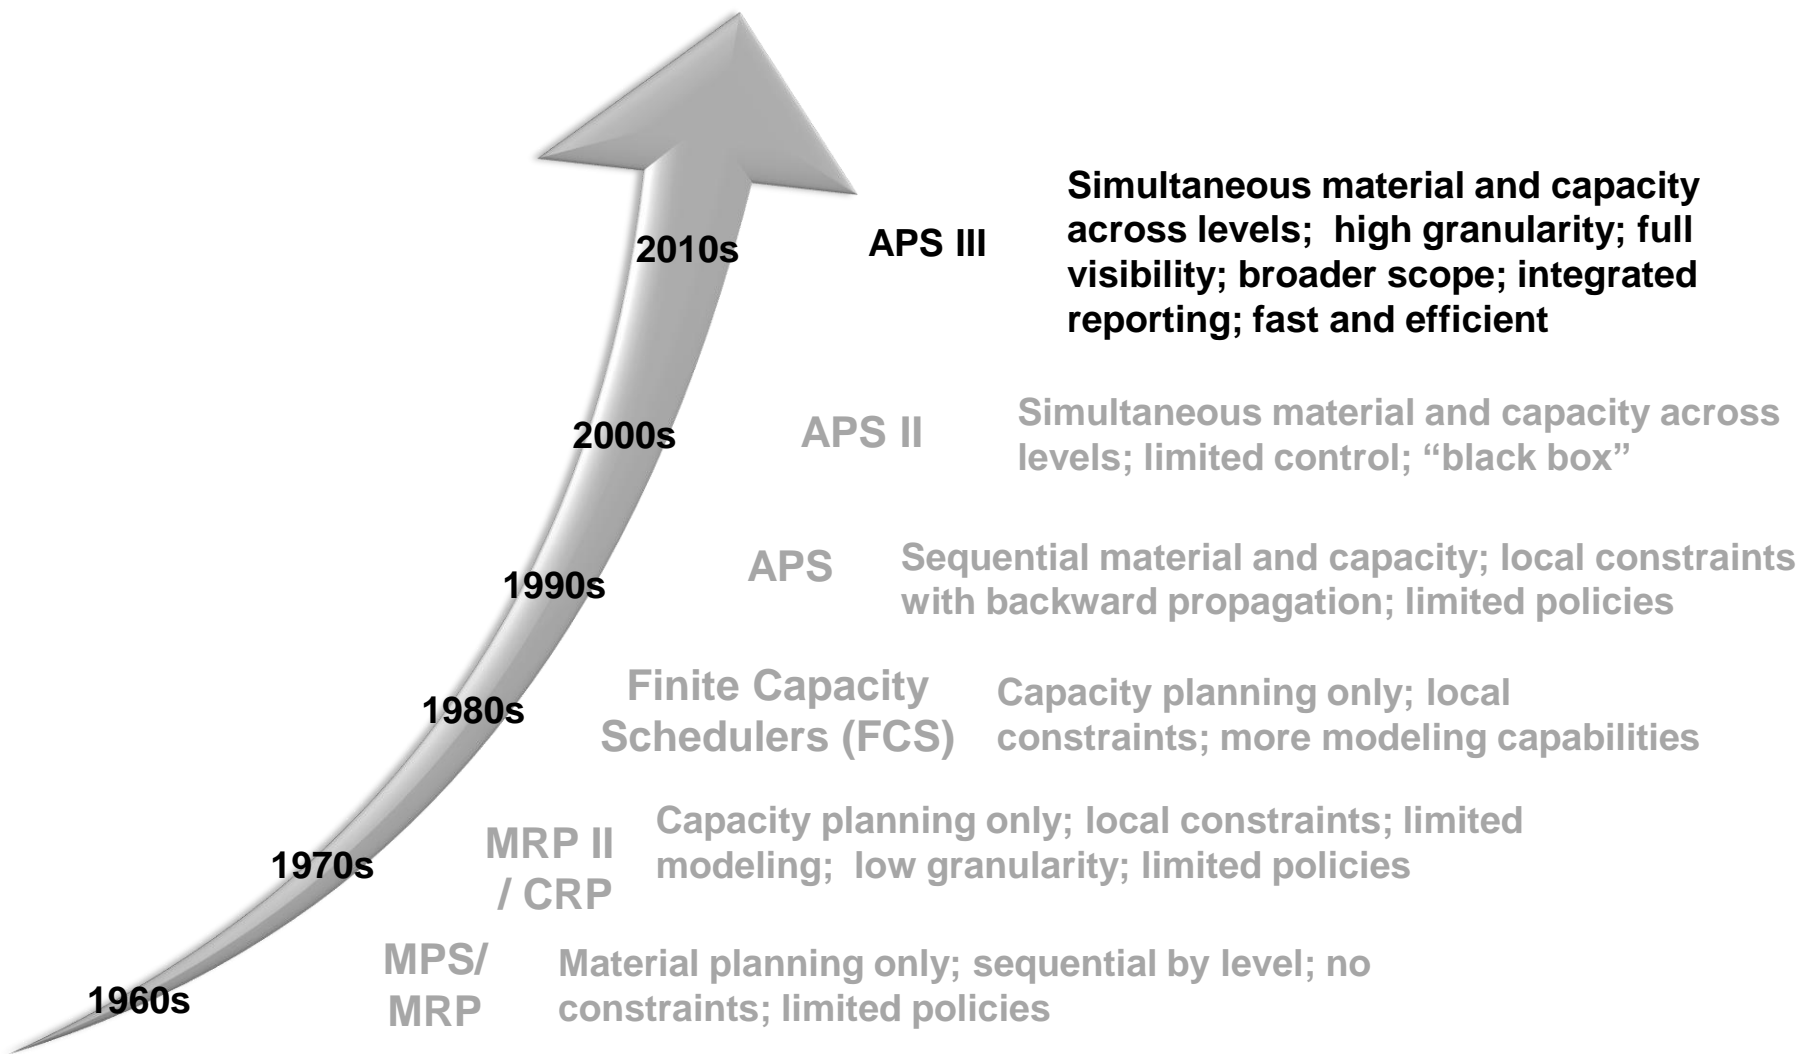 2010s
APS III
Simultaneous material and capacity
across levels;  high granularity; full
visibility; broader scope; integrated
reporting; fast and efficient
2000s
APS II
Simultaneous material and capacity across
levels; limited control; “black box”
1990s
APS
Sequential material and capacity; local constraints
with backward propagation; limited policies
1980s
Finite Capacity
Schedulers (FCS)
Capacity planning only; local
constraints; more modeling capabilities
1970s
MRP II
/ CRP
Capacity planning only; local constraints; limited
modeling;  low granularity; limited policies
1960s
MPS/
MRP
Material planning only; sequential by level; no
constraints; limited policies